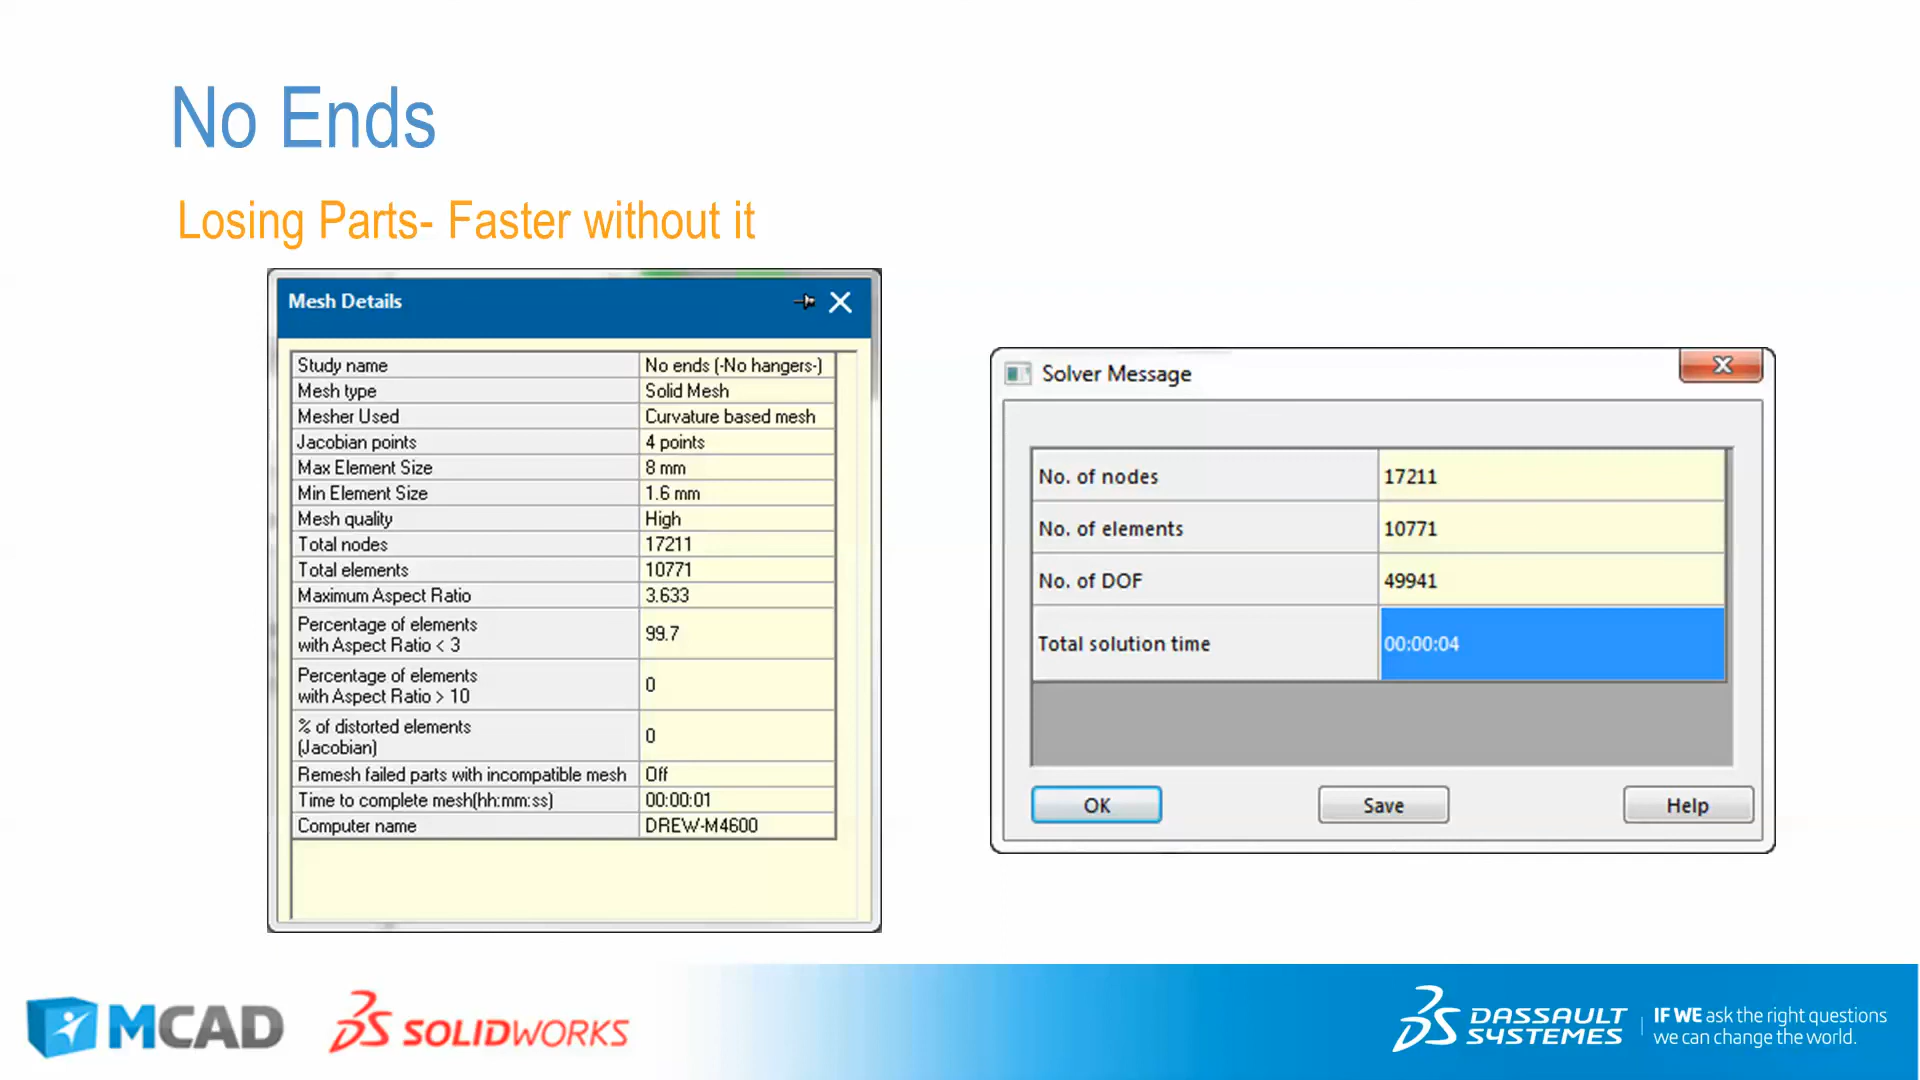 No Ends
Losing Parts- Faster without it
Mesh Details
Study name No ends (-No hangers-)
Mesh type Solid Mesh
Mesher Used Curvature based mesh
Jacobian points 4 points
Max Element Size 8 mm
Min Element Size 1.6 mm
Mesh quality High
Total nodes 17211
Total elements 10771
Maximum Aspect Ratio 3.633
Percentage of elements
with Aspect Ratio < 3 99.7
Percentage of elements
with Aspect Ratio > 10 0
% of distorted elements
(Jacobian) 0
Remesh failed parts with incompatible mesh Off
Time to complete mesh(hh:mm:ss) 00:00:01
Computer name DREW-M4600
Solver Message
No. of nodes 17211
No. of elements 10771
No. of DOF 49941
Total solution time 00:00:04
OK Save Help
MCAD
SOLIDWORKS
DASSAULT
SYSTEMES
IF WE ask the right questions
we can change the world.